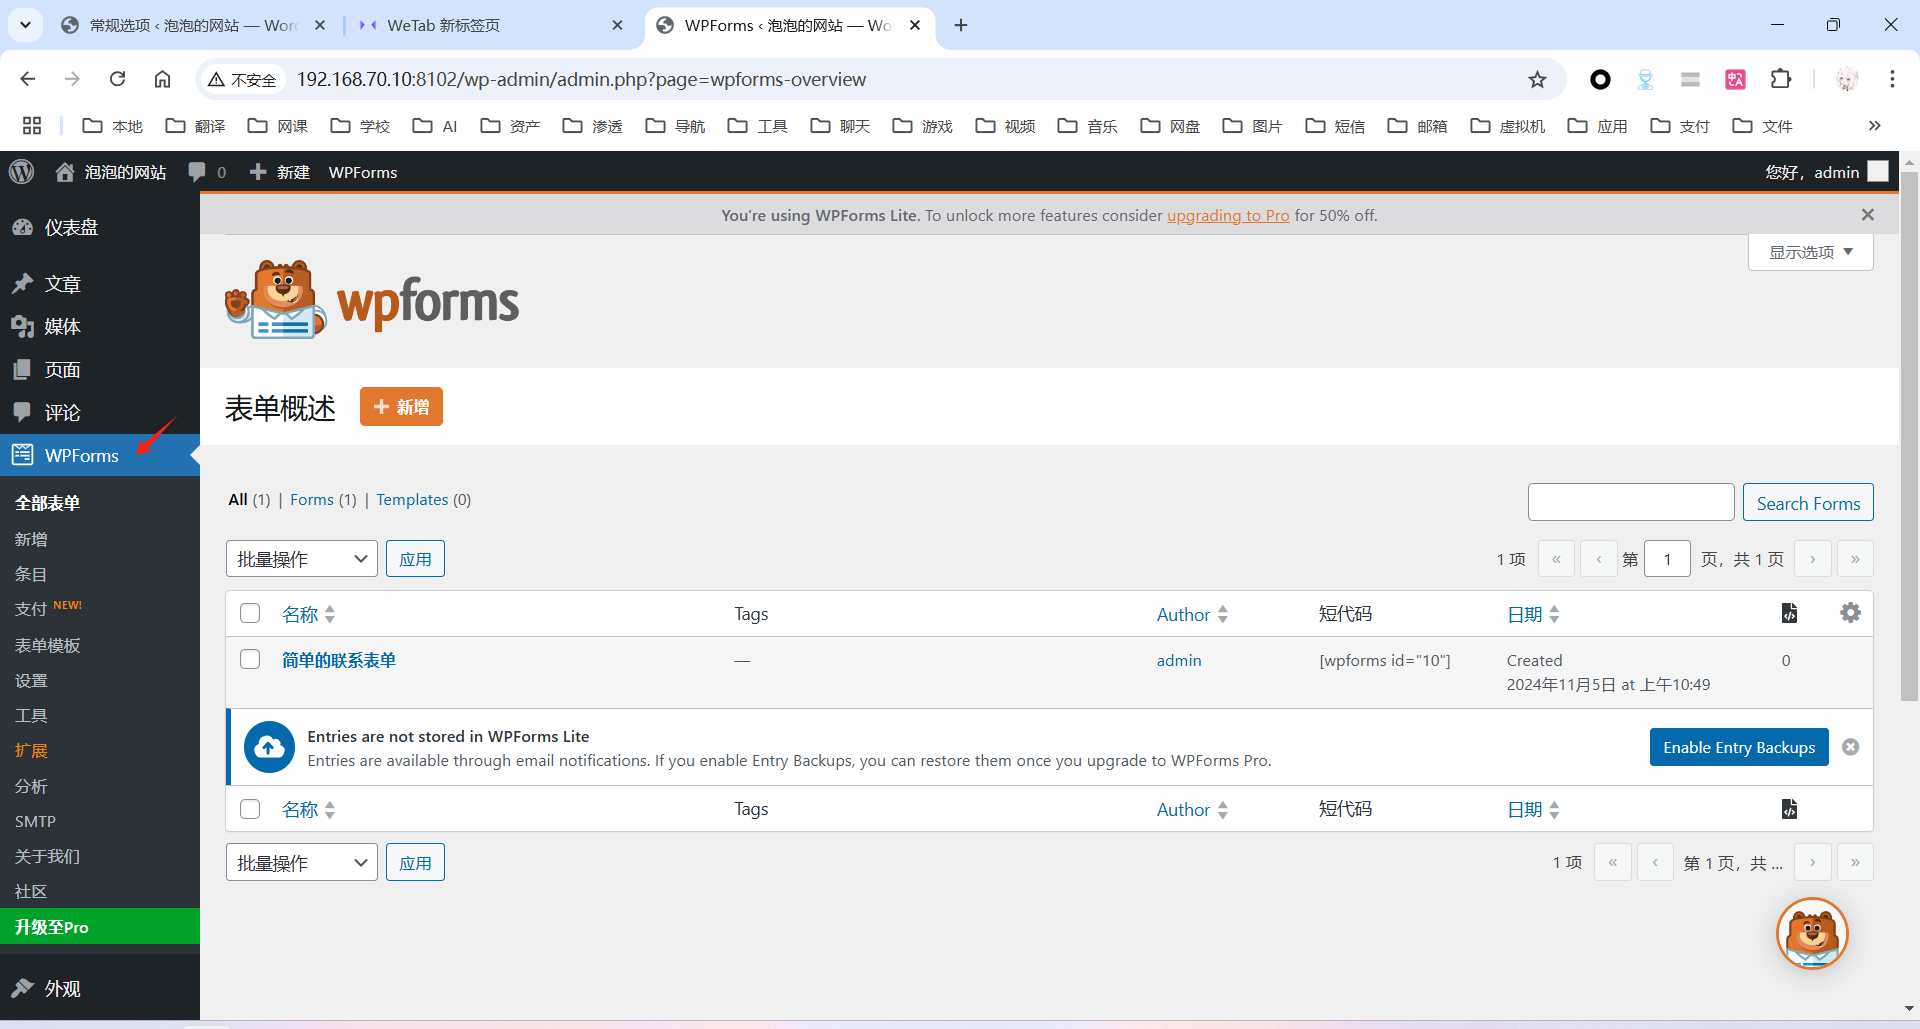 常规选项 ‹ 泡泡的网站 — Wor
WeTab 新标签页
WPForms ‹ 泡泡的网站 — Wo
不安全
192.168.70.10:8102/wp-admin/admin.php?page=wpforms-overview
本地
翻译
网课
学校
AI
资产
渗透
导航
工具
聊天
游戏
视频
音乐
网盘
图片
短信
邮箱
虚拟机
应用
支付
文件
泡泡的网站
0
新建
WPForms
您好，admin
仪表盘
文章
媒体
页面
评论
WPForms
全部表单
新增
条目
支付 NEW!
表单模板
设置
工具
扩展
分析
SMTP
关于我们
社区
升级至Pro
外观
You're using WPForms Lite. To unlock more features consider upgrading to Pro for 50% off.
显示选项
wpforms
表单概述
新增
All (1) | Forms (1) | Templates (0)
Search Forms
批量操作
应用
1 项 « ‹ 第 1 页，共 1 页 › »
名称 Tags Author 短代码 日期
简单的联系表单 — admin [wpforms id="10"] Created 0
2024年11月5日 at 上午10:49
Entries are not stored in WPForms Lite
Entries are available through email notifications. If you enable Entry Backups, you can restore them once you upgrade to WPForms Pro.
Enable Entry Backups
名称 Tags Author 短代码 日期
批量操作
应用
1 项 « ‹ 第 1 页，共 ... › »